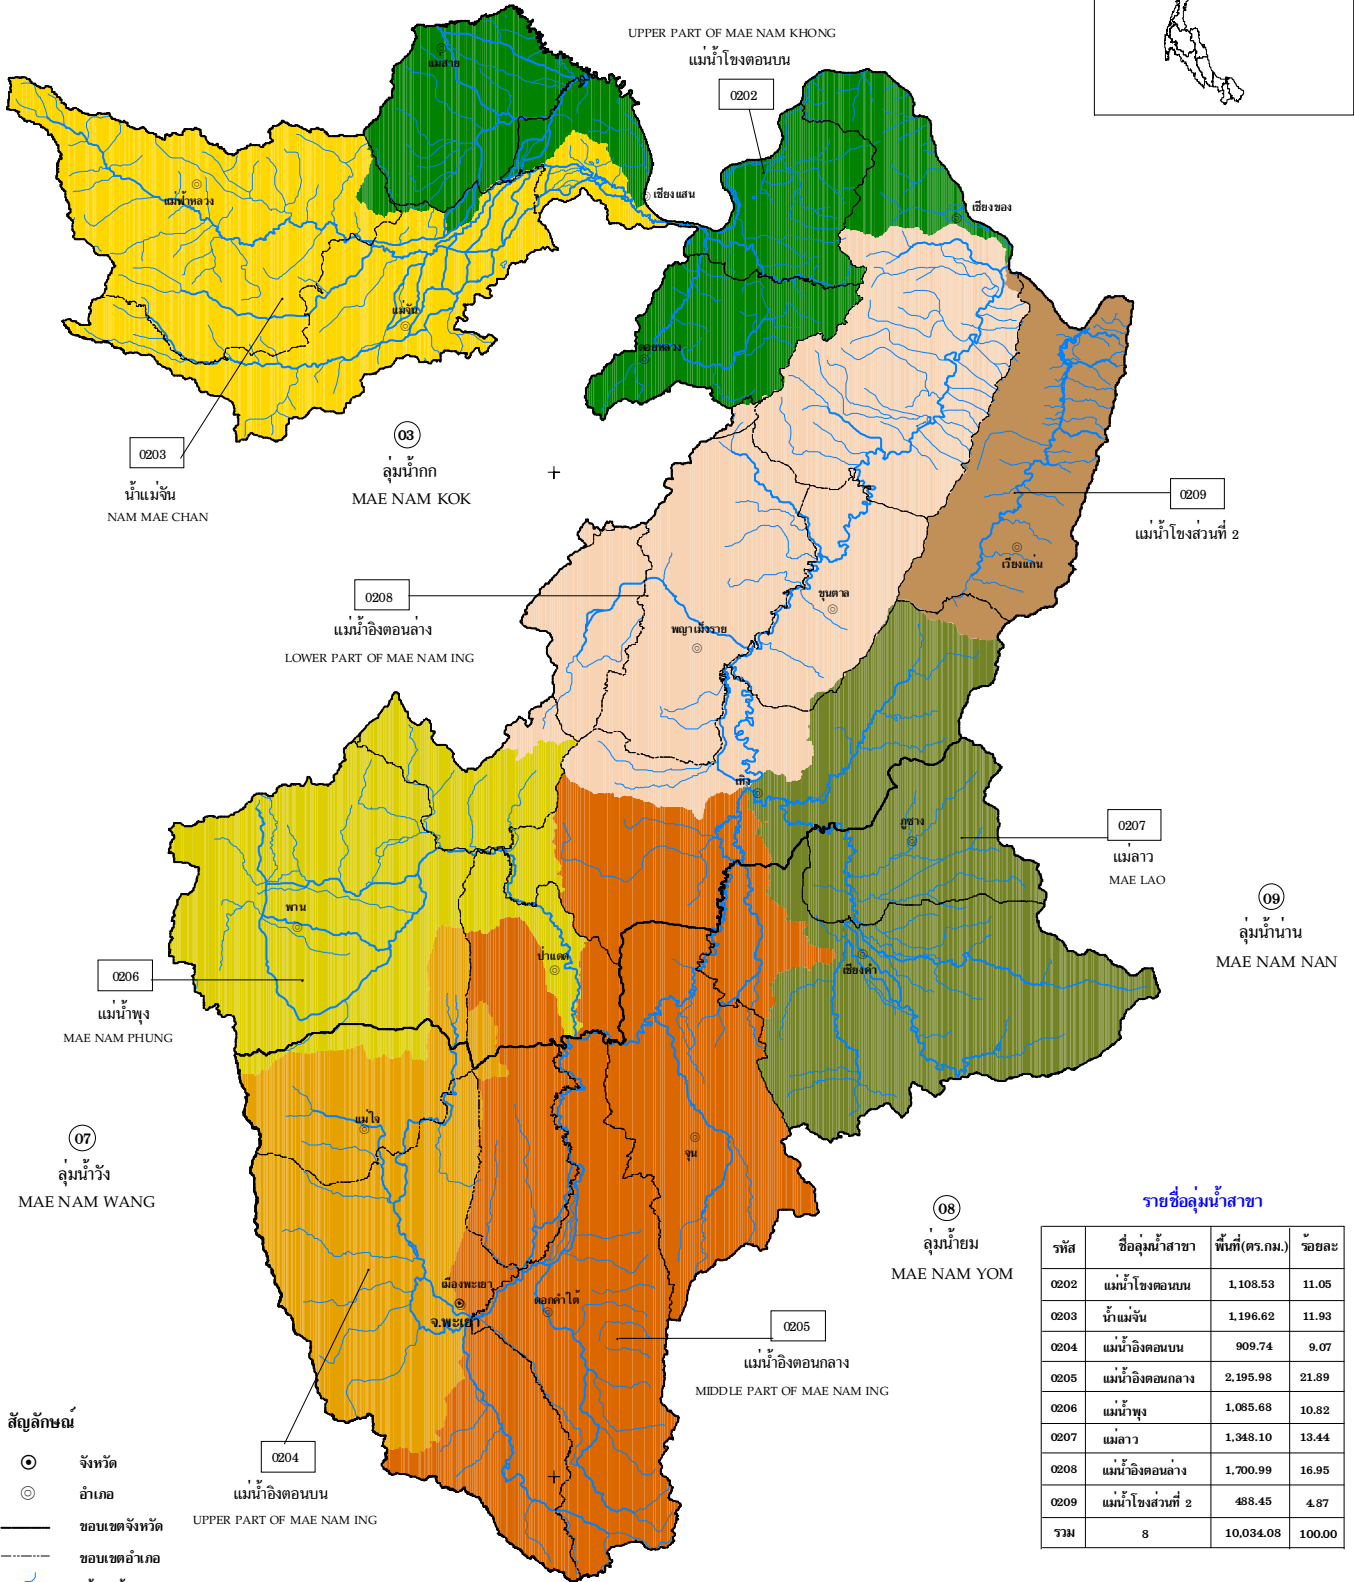 UPPER PART OF MAE NAM KHONG
แม่น้ำโขงตอนบน
0202
แม่สาย
เชียงแสน
แม่ฟ้าหลวง
เชียงของ
แม่จัน
ดอยหลวง
0203
น้ำแม่จัน
NAM MAE CHAN
03
ลุ่มน้ำกก
MAE NAM KOK
0209
แม่น้ำโขงส่วนที่ 2
เวียงแก่น
0208
แม่น้ำอิงตอนล่าง
LOWER PART OF MAE NAM ING
ขุนตาล
พญาเม็งราย
เทิง
ภูซาง
0207
แม่ลาว
MAE LAO
09
ลุ่มน้ำน่าน
MAE NAM NAN
พาน
ป่าแดด
เชียงคำ
0206
แม่น้ำพุง
MAE NAM PHUNG
แม่ใจ
จุน
07
ลุ่มน้ำวัง
MAE NAM WANG
08
ลุ่มน้ำยม
MAE NAM YOM
เมืองพะเยา
จ.พะเยา
ดอกคำใต้
0205
แม่น้ำอิงตอนกลาง
MIDDLE PART OF MAE NAM ING
0204
แม่น้ำอิงตอนบน
UPPER PART OF MAE NAM ING
สัญลักษณ์
จังหวัด
อำเภอ
ขอบเขตจังหวัด
ขอบเขตอำเภอ
รายชื่อลุ่มน้ำสาขา
รหัส ชื่อลุ่มน้ำสาขา พื้นที่(ตร.กม.) ร้อยละ
0202 แม่น้ำโขงตอนบน 1,108.53 11.05
0203 น้ำแม่จัน 1,196.62 11.93
0204 แม่น้ำอิงตอนบน 909.74 9.07
0205 แม่น้ำอิงตอนกลาง 2,195.98 21.89
0206 แม่น้ำพุง 1,085.68 10.82
0207 แม่ลาว 1,348.10 13.44
0208 แม่น้ำอิงตอนล่าง 1,700.99 16.95
0209 แม่น้ำโขงส่วนที่ 2 488.45 4.87
รวม 8 10,034.08 100.00